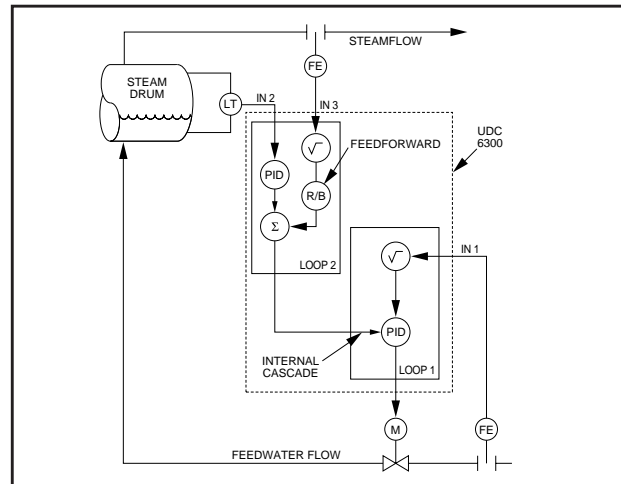 STEAMFLOW
FE
STEAM
DRUM
LT
IN 2
IN 3
UDC
6300
√
FEEDFORWARD
PID
R/B
Σ
LOOP 2
IN 1
√
PID
INTERNAL
CASCADE
LOOP 1
M
FE
FEEDWATER FLOW